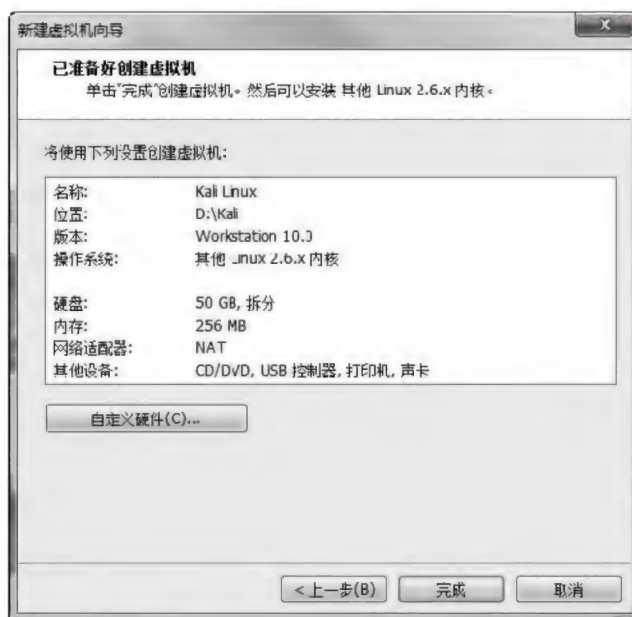 新建虚拟机向导
已准备好创建虚拟机
单击"完成"创建虚拟机。然后可以安装 其他 Linux 2.6.x 内核。
将使用下列设置创建虚拟机:
名称: Kali Linux
位置: D:\Kali
版本: Workstation 10.0
操作系统: 其他 Linux 2.6.x 内核
硬盘: 50 GB, 拆分
内存: 256 MB
网络适配器: NAT
其他设备: CD/DVD, USB 控制器, 打印机, 声卡
自定义硬件(C)...
<上一步(B) 完成 取消